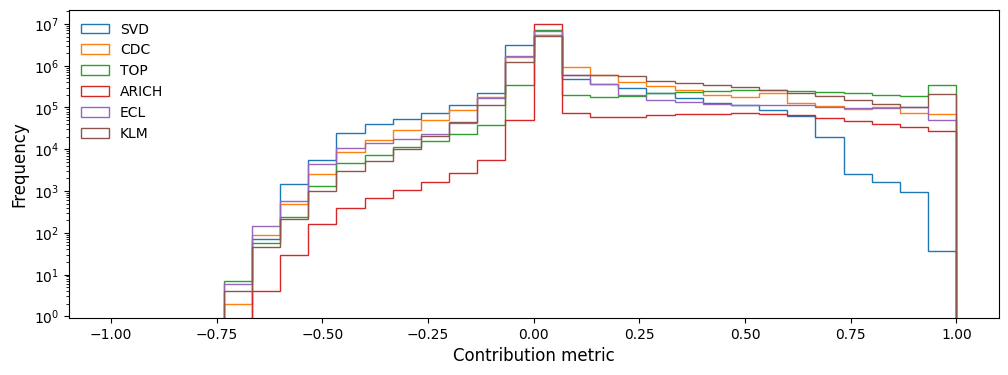 10⁷
10⁶
10⁵
10⁴
10³
10²
10¹
10⁰
Frequency
SVD
CDC
TOP
ARICH
ECL
KLM
−1.00 −0.75 −0.50 −0.25 0.00 0.25 0.50 0.75 1.00
Contribution metric